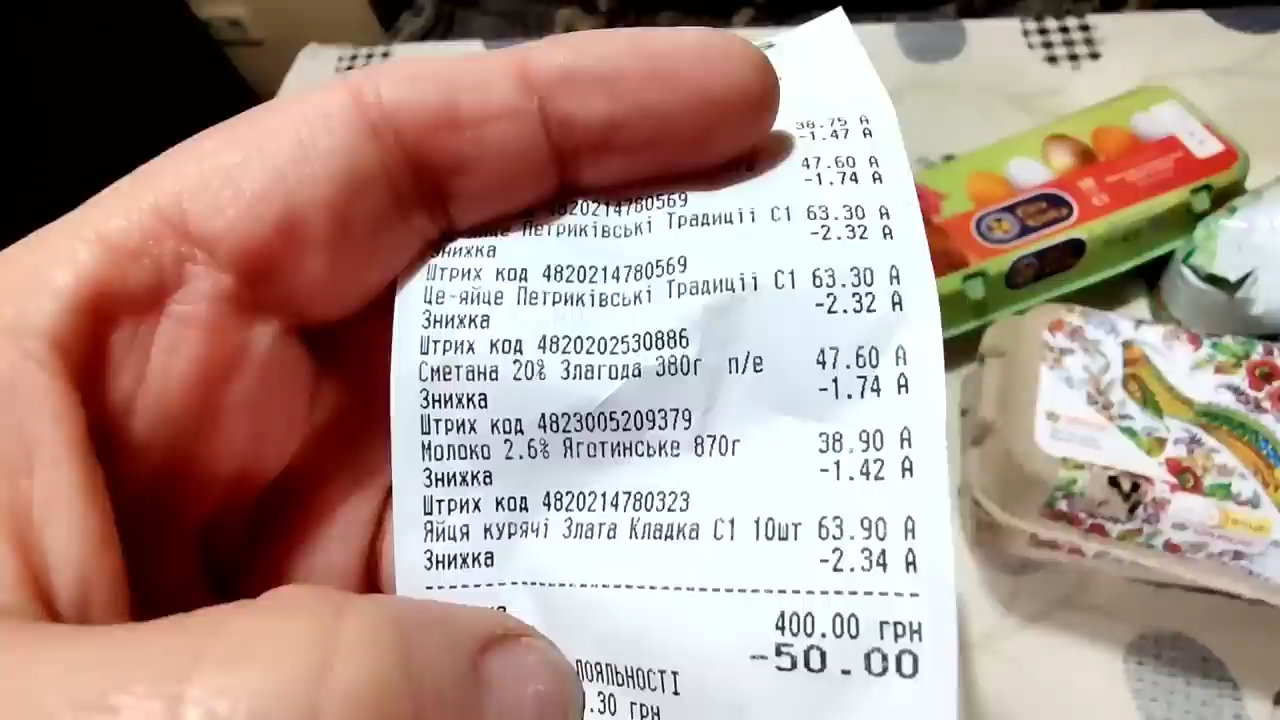 38.75 А
-1.47 А
47.60 А
-1.74 А
4820214780569
Петриківські Традиції С1 63.30 А
Знижка -2.32 А
Штрих код 4820214780569
Це-яйце Петриківські Традиції С1 63.30 А
Знижка -2.32 А
Штрих код 4820202530886
Сметана 20% Злагода 380г п/е 47.60 А
Знижка -1.74 А
Штрих код 4823005209379
Молоко 2.6% Яготинське 870г 38.90 А
Знижка -1.42 А
Штрих код 4820214780323
Яйця курячі Злата Кладка С1 10шт 63.90 А
Знижка -2.34 А
400.00 грн
-50.00
ЛОЯЛЬНОСТІ
.30 грн